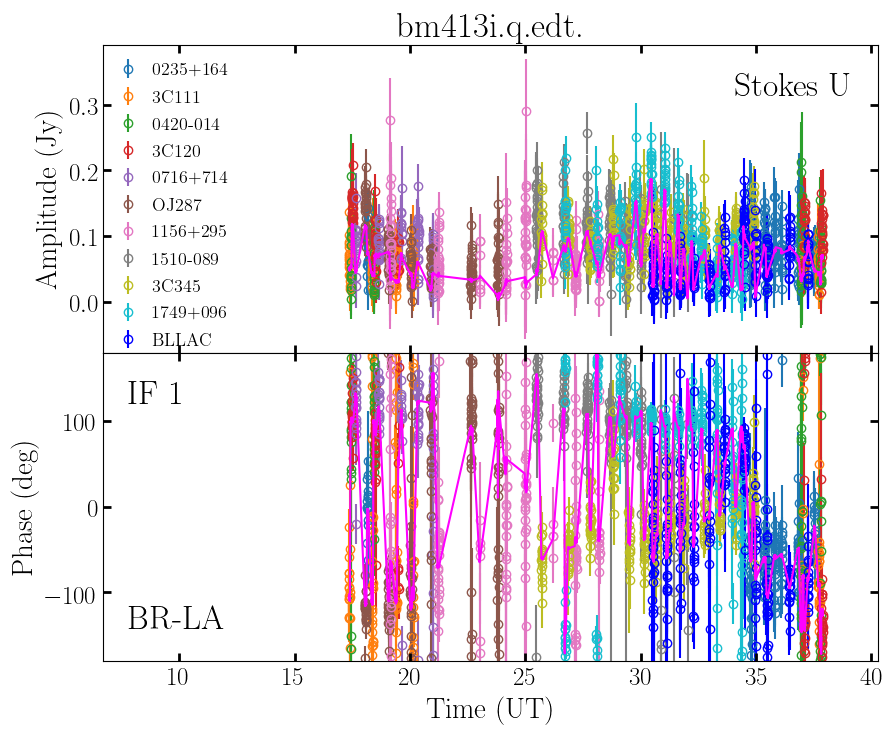 bm413i.q.edt.
Stokes U
Amplitude (Jy)
0.3
0.2
0.1
0.0
0235+164
3C111
0420-014
3C120
0716+714
OJ287
1156+295
1510-089
3C345
1749+096
BLLAC
IF 1
BR-LA
Phase (deg)
100
0
−100
10 15 20 25 30 35 40
Time (UT)